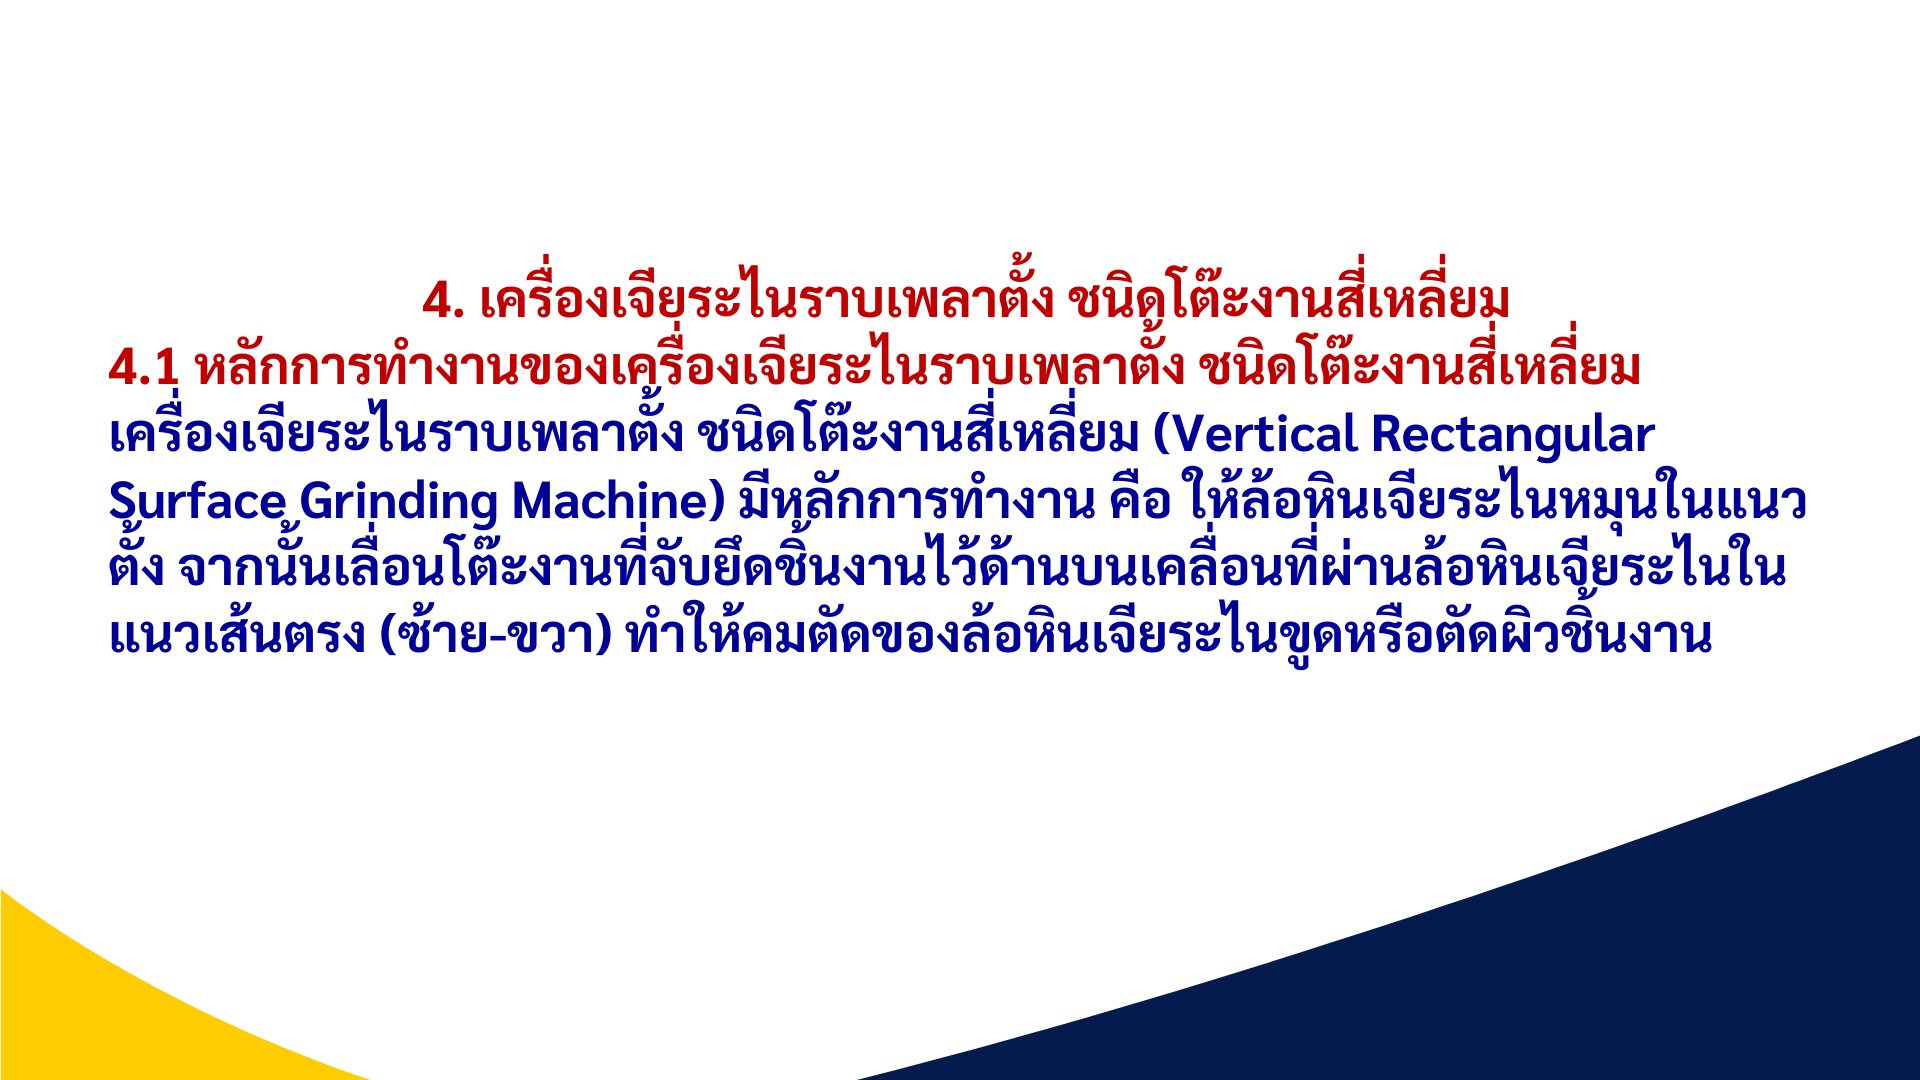 4. เครื่องเจียระไนราบเพลาตั้ง ชนิดโต๊ะงานสี่เหลี่ยม
4.1 หลักการทำงานของเครื่องเจียระไนราบเพลาตั้ง ชนิดโต๊ะงานสี่เหลี่ยม
เครื่องเจียระไนราบเพลาตั้ง ชนิดโต๊ะงานสี่เหลี่ยม (Vertical Rectangular
Surface Grinding Machine) มีหลักการทำงาน คือ ให้ล้อหินเจียระไนหมุนในแนว
ตั้ง จากนั้นเลื่อนโต๊ะงานที่จับยึดชิ้นงานไว้ด้านบนเคลื่อนที่ผ่านล้อหินเจียระไนใน
แนวเส้นตรง (ซ้าย-ขวา) ทำให้คมตัดของล้อหินเจียระไนขูดหรือตัดผิวชิ้นงาน